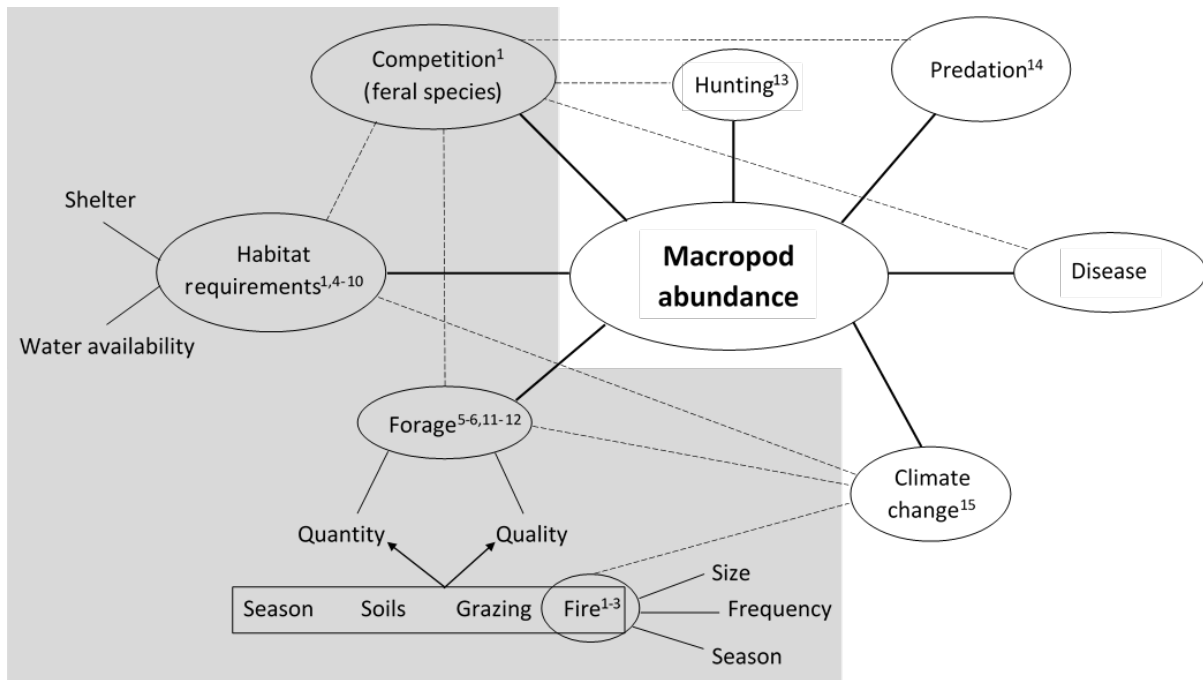 Competition¹
(feral species)
Hunting¹³
Predation¹⁴
Shelter
Habitat
requirements¹,⁴⁻¹⁰
Water availability
Macropod
abundance
Disease
Forage⁵⁻⁶,¹¹⁻¹²
Climate
change¹⁵
Quantity
Quality
Season Soils Grazing Fire¹⁻³
Size
Frequency
Season